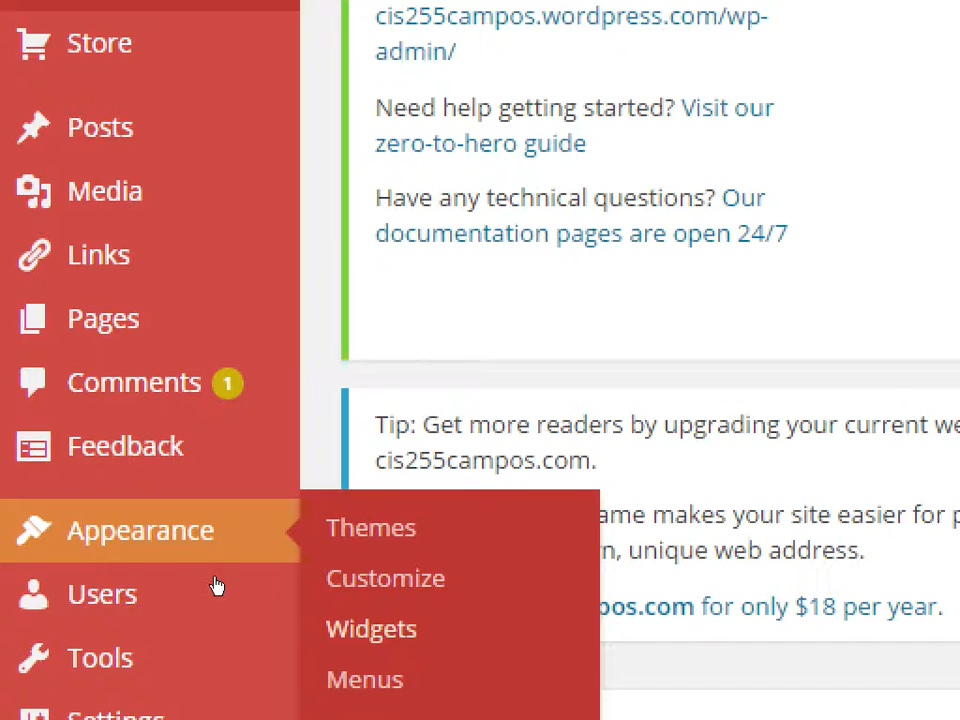 Store
Posts
Media
Links
Pages
Comments 1
Feedback
Appearance
Users
Tools
Settings
Themes
Customize
Widgets
Menus
cis255campos.wordpress.com/wp-
admin/
Need help getting started? Visit our
zero-to-hero guide
Have any technical questions? Our
documentation pages are open 24/7
Tip: Get more readers by upgrading your current we
cis255campos.com.
ame makes your site easier for p
n, unique web address.
pos.com for only $18 per year.